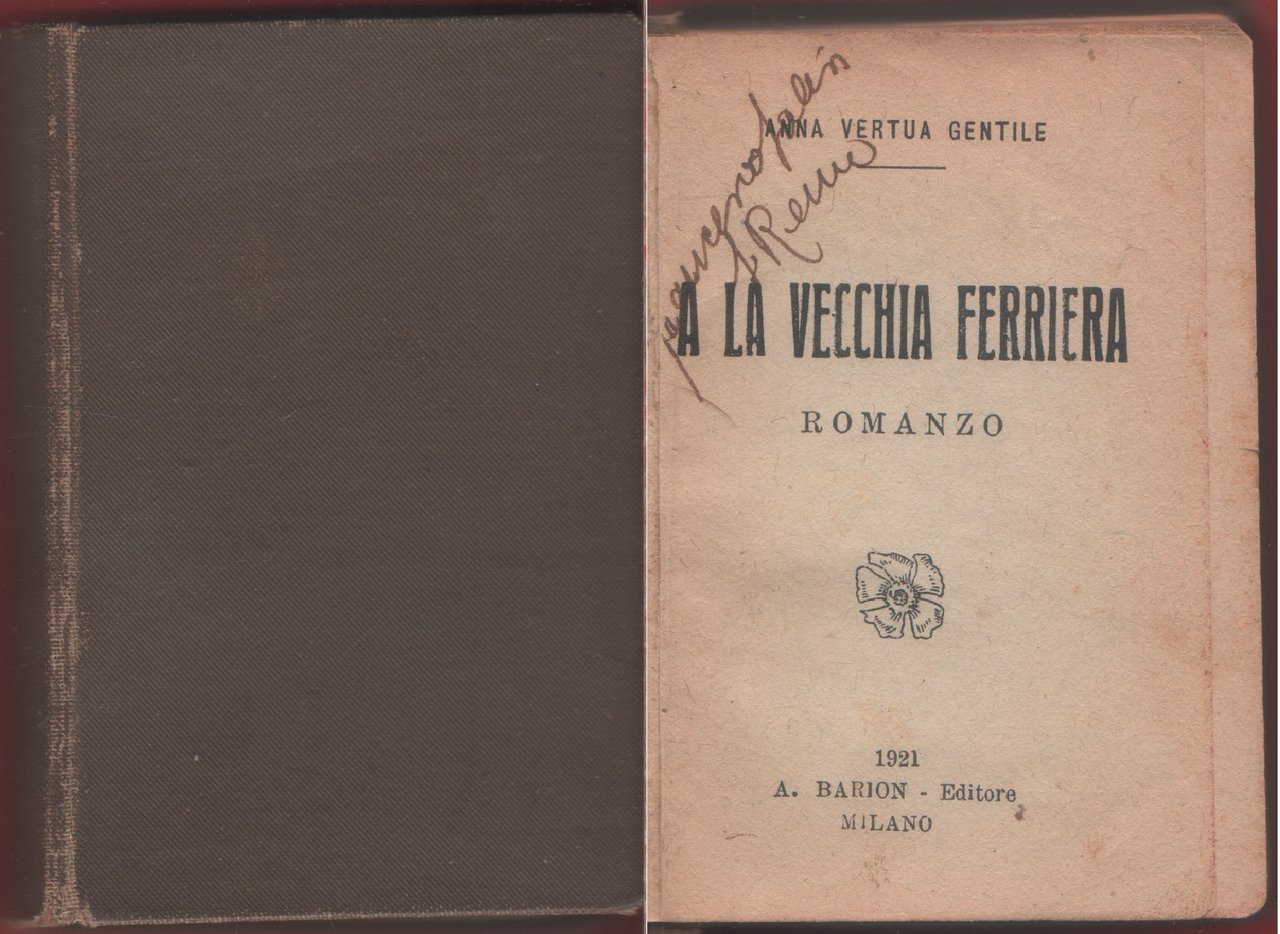 ANNA VERTUA GENTILE
A LA VECCHIA FERRIERA
ROMANZO
1921
A. BARION - Editore
MILANO